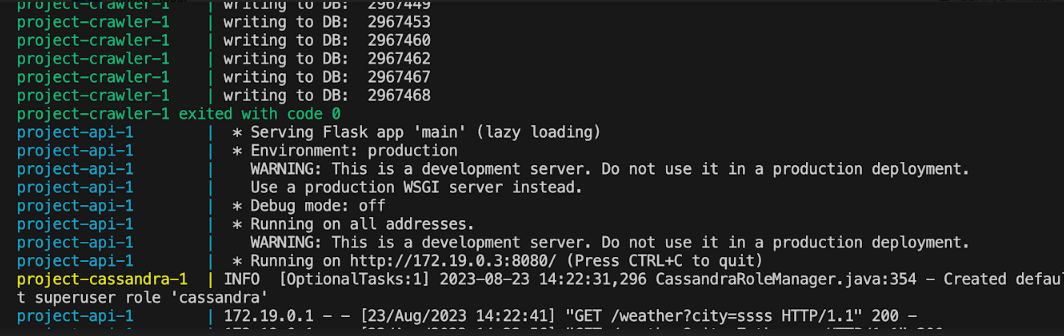 project-crawler-1 | writing to DB: 2967449
project-crawler-1 | writing to DB: 2967453
project-crawler-1 | writing to DB: 2967460
project-crawler-1 | writing to DB: 2967462
project-crawler-1 | writing to DB: 2967467
project-crawler-1 | writing to DB: 2967468
project-crawler-1 exited with code 0
project-api-1 | * Serving Flask app 'main' (lazy loading)
project-api-1 | * Environment: production
project-api-1 | WARNING: This is a development server. Do not use it in a production deployment.
project-api-1 | Use a production WSGI server instead.
project-api-1 | * Debug mode: off
project-api-1 | * Running on all addresses.
project-api-1 | WARNING: This is a development server. Do not use it in a production deployment.
project-api-1 | * Running on http://172.19.0.3:8080/ (Press CTRL+C to quit)
project-cassandra-1 | INFO [OptionalTasks:1] 2023-08-23 14:22:31,296 CassandraRoleManager.java:354 – Created defaul
t superuser role 'cassandra'
project-api-1 | 172.19.0.1 - - [23/Aug/2023 14:22:41] "GET /weather?city=ssss HTTP/1.1" 200 -